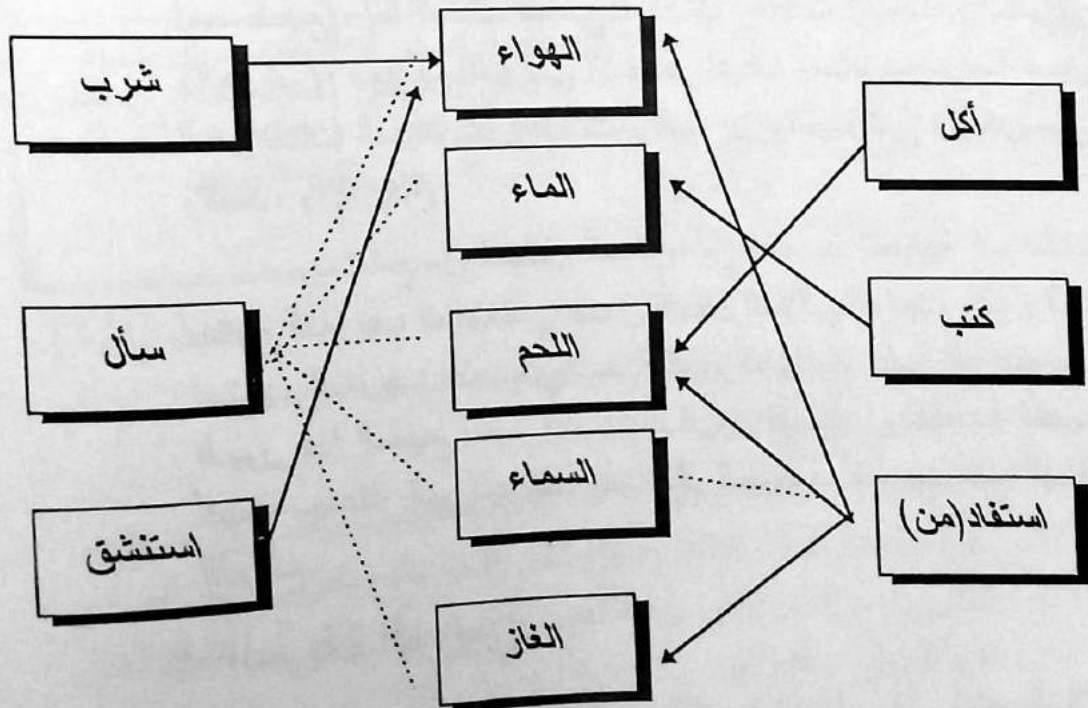 شرب
سأل
استنشق
الهواء
الماء
اللحم
السماء
الغاز
أكل
كتب
استفاد(من)